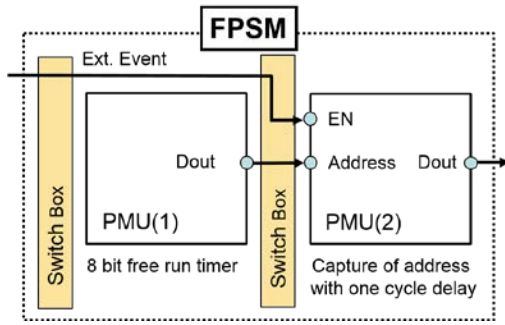 FPSM
Ext. Event
Switch Box
Switch Box
EN
Dout
Address
Dout
PMU(1)
PMU(2)
8 bit free run timer
Capture of address
with one cycle delay